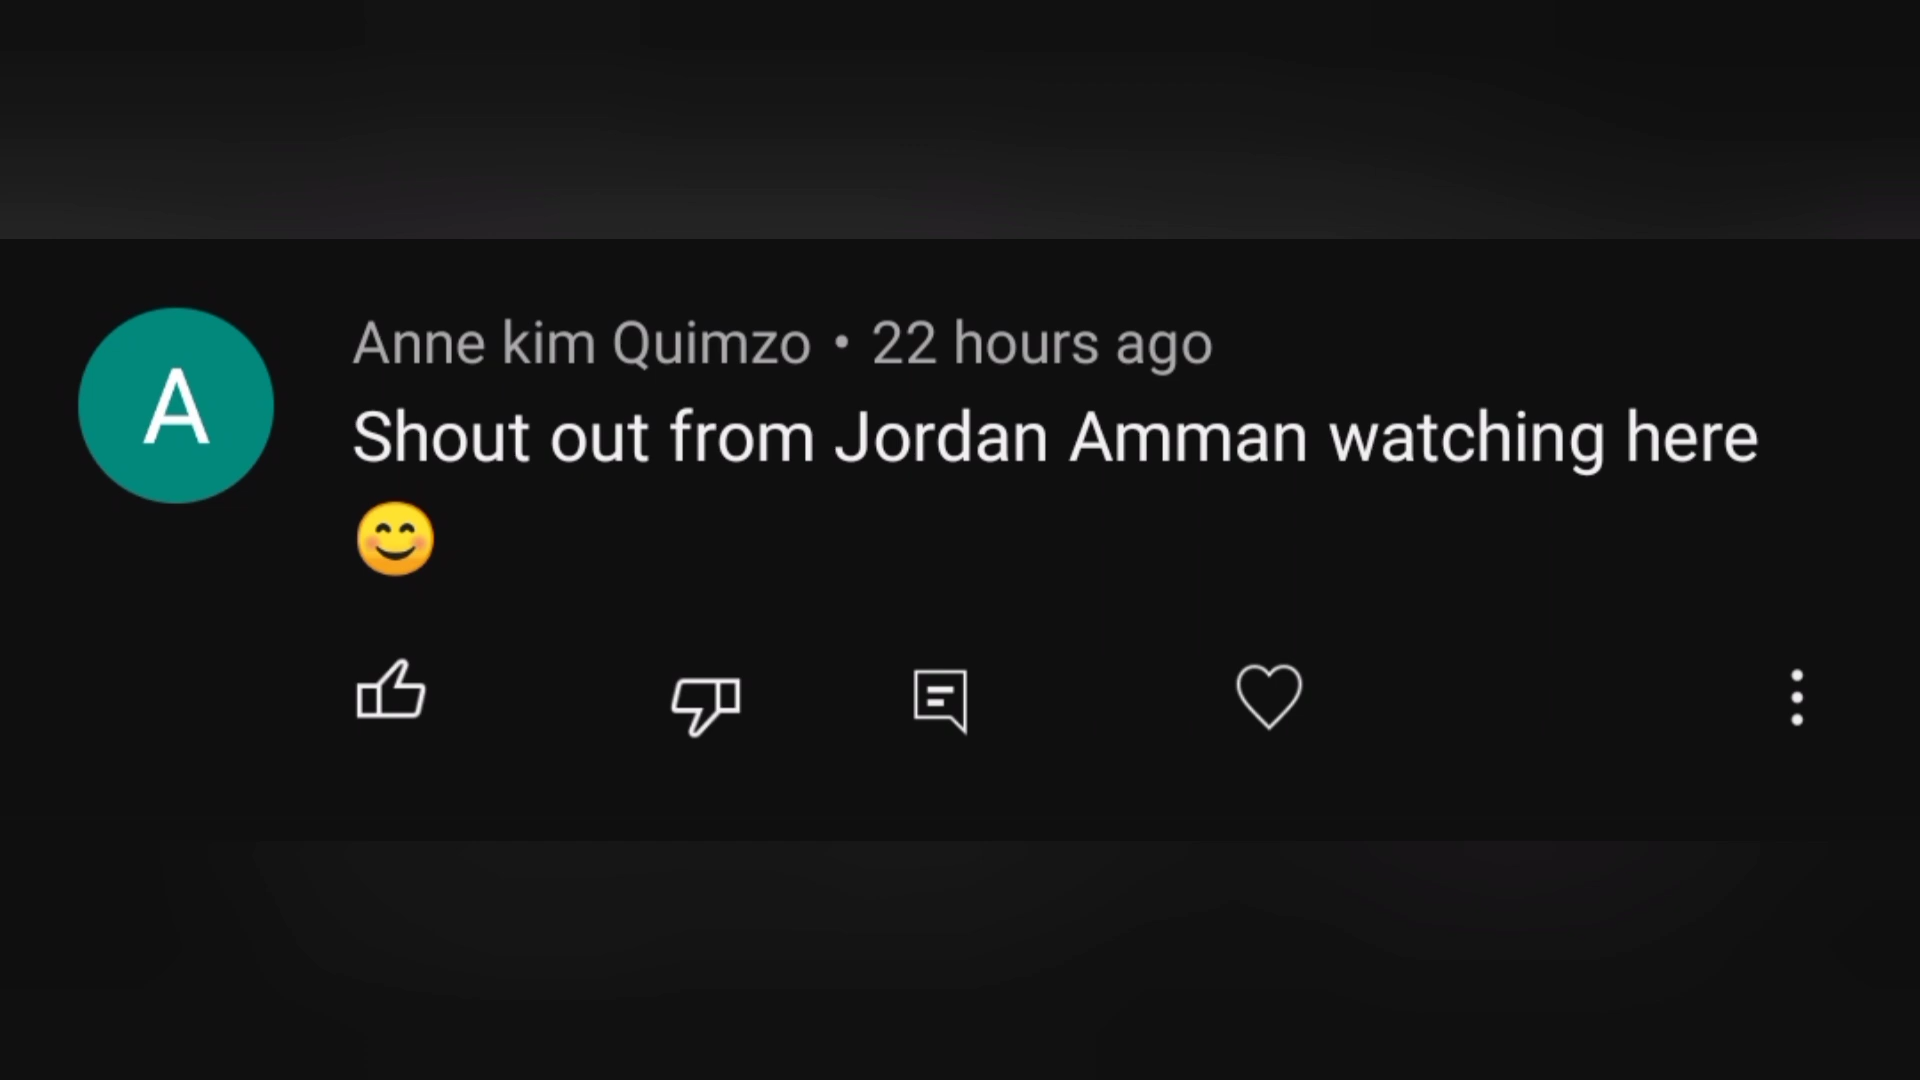 A
Anne kim Quimzo • 22 hours ago
Shout out from Jordan Amman watching here
😊